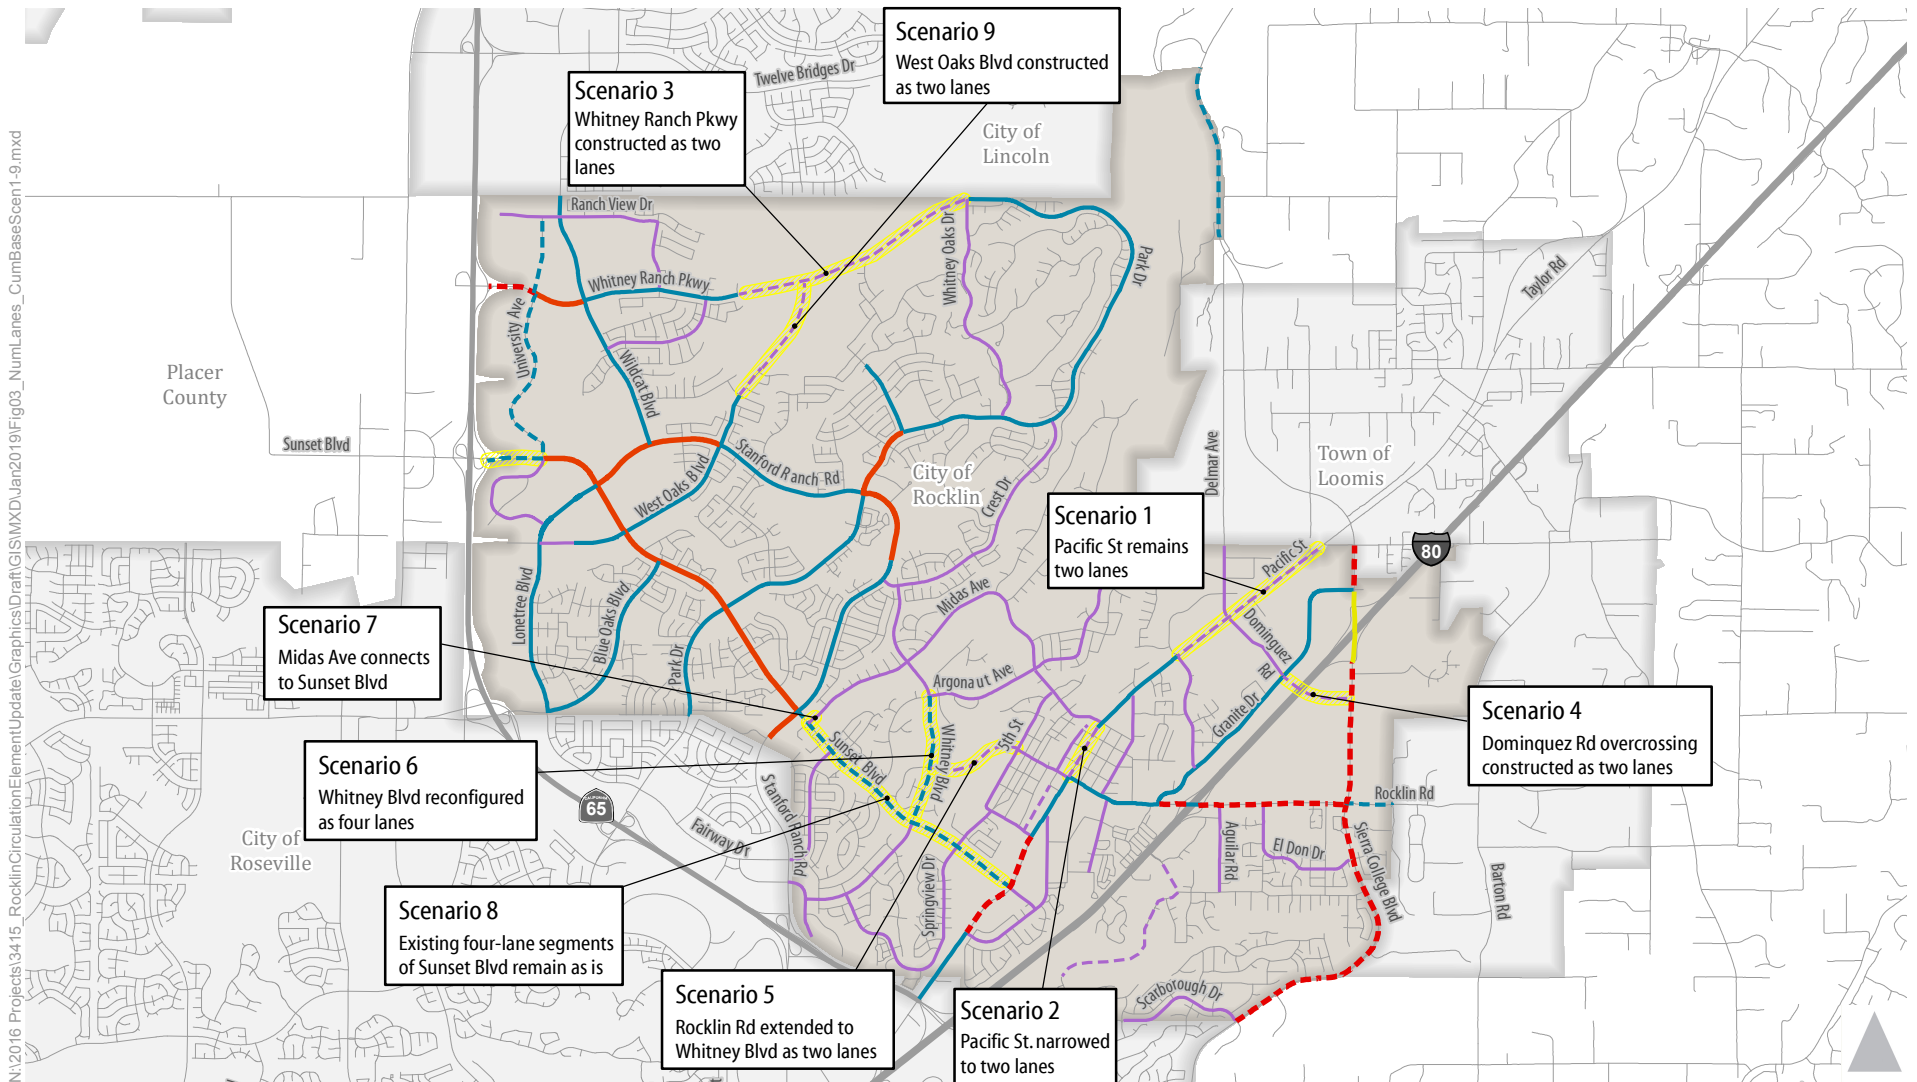 Scenario 9
West Oaks Blvd constructed
as two lanes
Twelve Bridges Dr
Scenario 3
Whitney Ranch Pkwy
constructed as two
lanes
City of
Lincoln
Ranch View Dr
Whitney Oaks Dr
Park Dr
Taylor Rd
Whitney Ranch Pkwy
University Ave
Wildcat Blvd
Placer
County
Sunset Blvd
Stanford Ranch Rd
West Oaks Blvd
City of
Rocklin
Crest Dr
Delmar Ave
Town of
Loomis
Scenario 1
Pacific St remains
two lanes
Pacific St
80
Midas Ave
Lonetree Blvd
Blue Oaks Blvd
Dominguez
Rd
Scenario 7
Midas Ave connects
to Sunset Blvd
Park Dr
Argonaut Ave
Granite Dr
Scenario 4
Dominquez Rd overcrossing
constructed as two lanes
Sunset Blvd
Whitney Blvd
5th St
Scenario 6
Whitney Blvd reconfigured
as four lanes
CALIFORNIA
65
Stanford Ranch Rd
Rocklin Rd
City of
Roseville
Fairway Dr
Aguilar Rd
El Don Dr
Sierra College Blvd
Barton Rd
Springview Dr
Scenario 8
Existing four-lane segments
of Sunset Blvd remain as is
Scenario 5
Rocklin Rd extended to
Whitney Blvd as two lanes
Scenario 2
Pacific St. narrowed
to two lanes
Scarborough Dr
N:\2016 Projects\3415_RocklinCirculationElementUpdate\Graphics\Draft\GIS\MXD\Jan2019\Fig03_NumLanes_CumBaseScen1-9.mxd